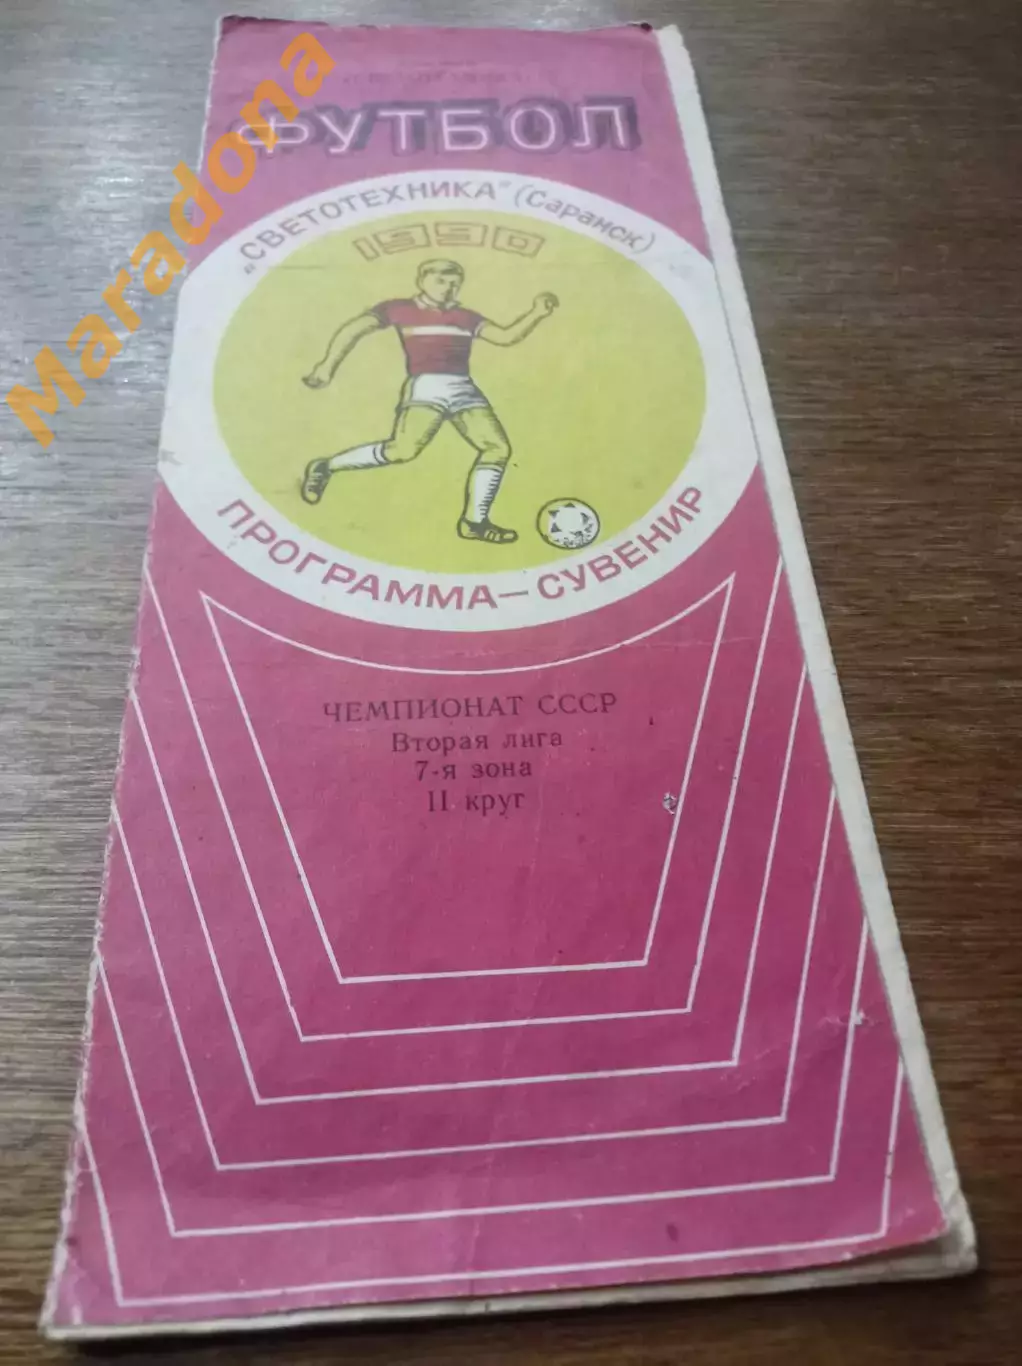 ФУТБОЛ
„СВЕТОТЕХНИКА" (Саранск)
1990
ПРОГРАММА—СУВЕНИР
ЧЕМПИОНАТ СССР
Вторая лига
7-я зона
II круг
Maradona